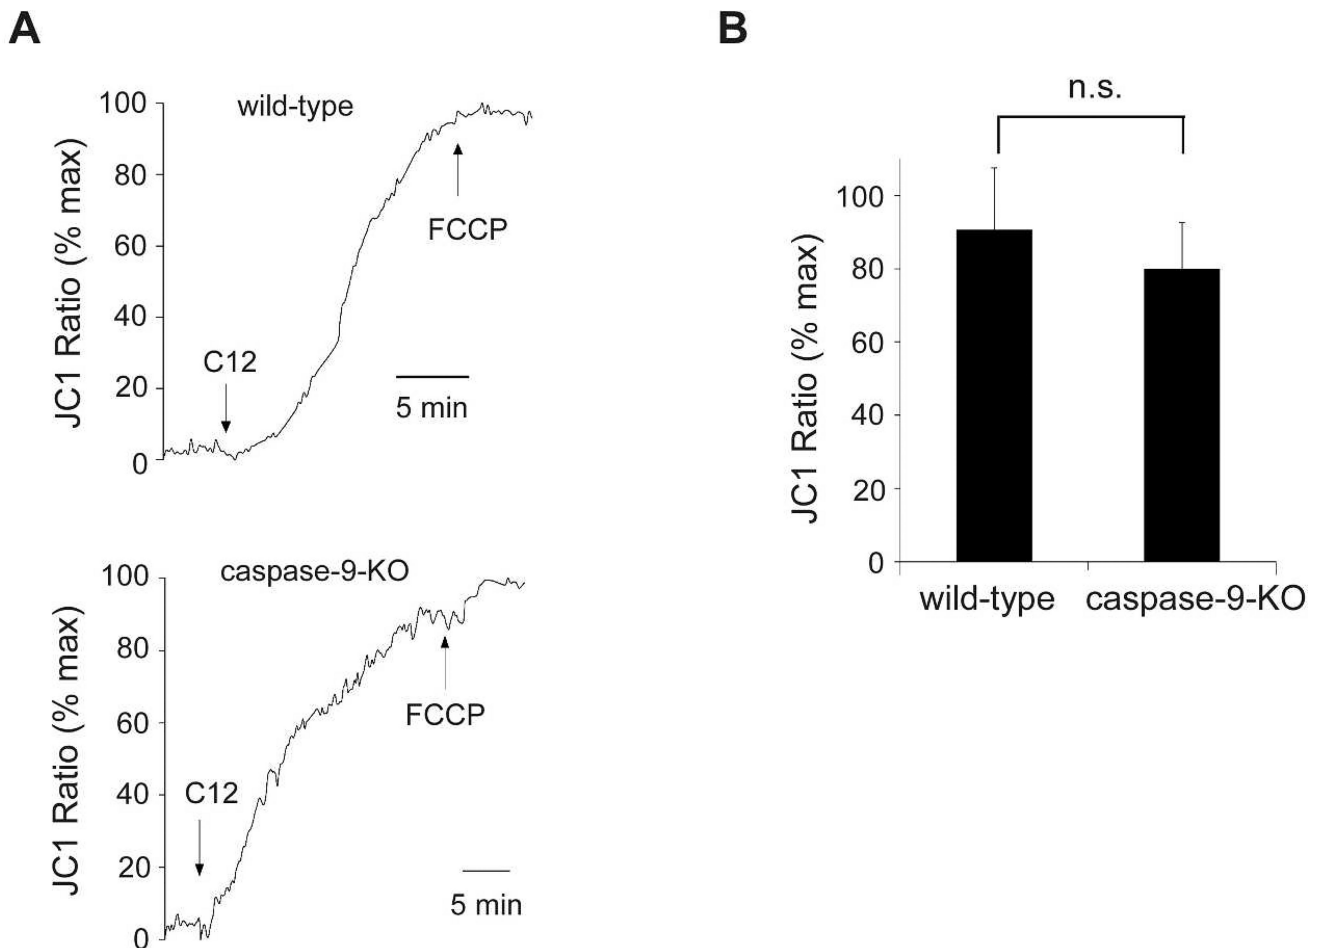 A
wild-type
JC1 Ratio (% max)
100
80
60
40
20
0
C12
FCCP
5 min
caspase-9-KO
JC1 Ratio (% max)
100
80
60
40
20
0
C12
FCCP
5 min
B
n.s.
JC1 Ratio (% max)
100
80
60
40
20
0
wild-type caspase-9-KO